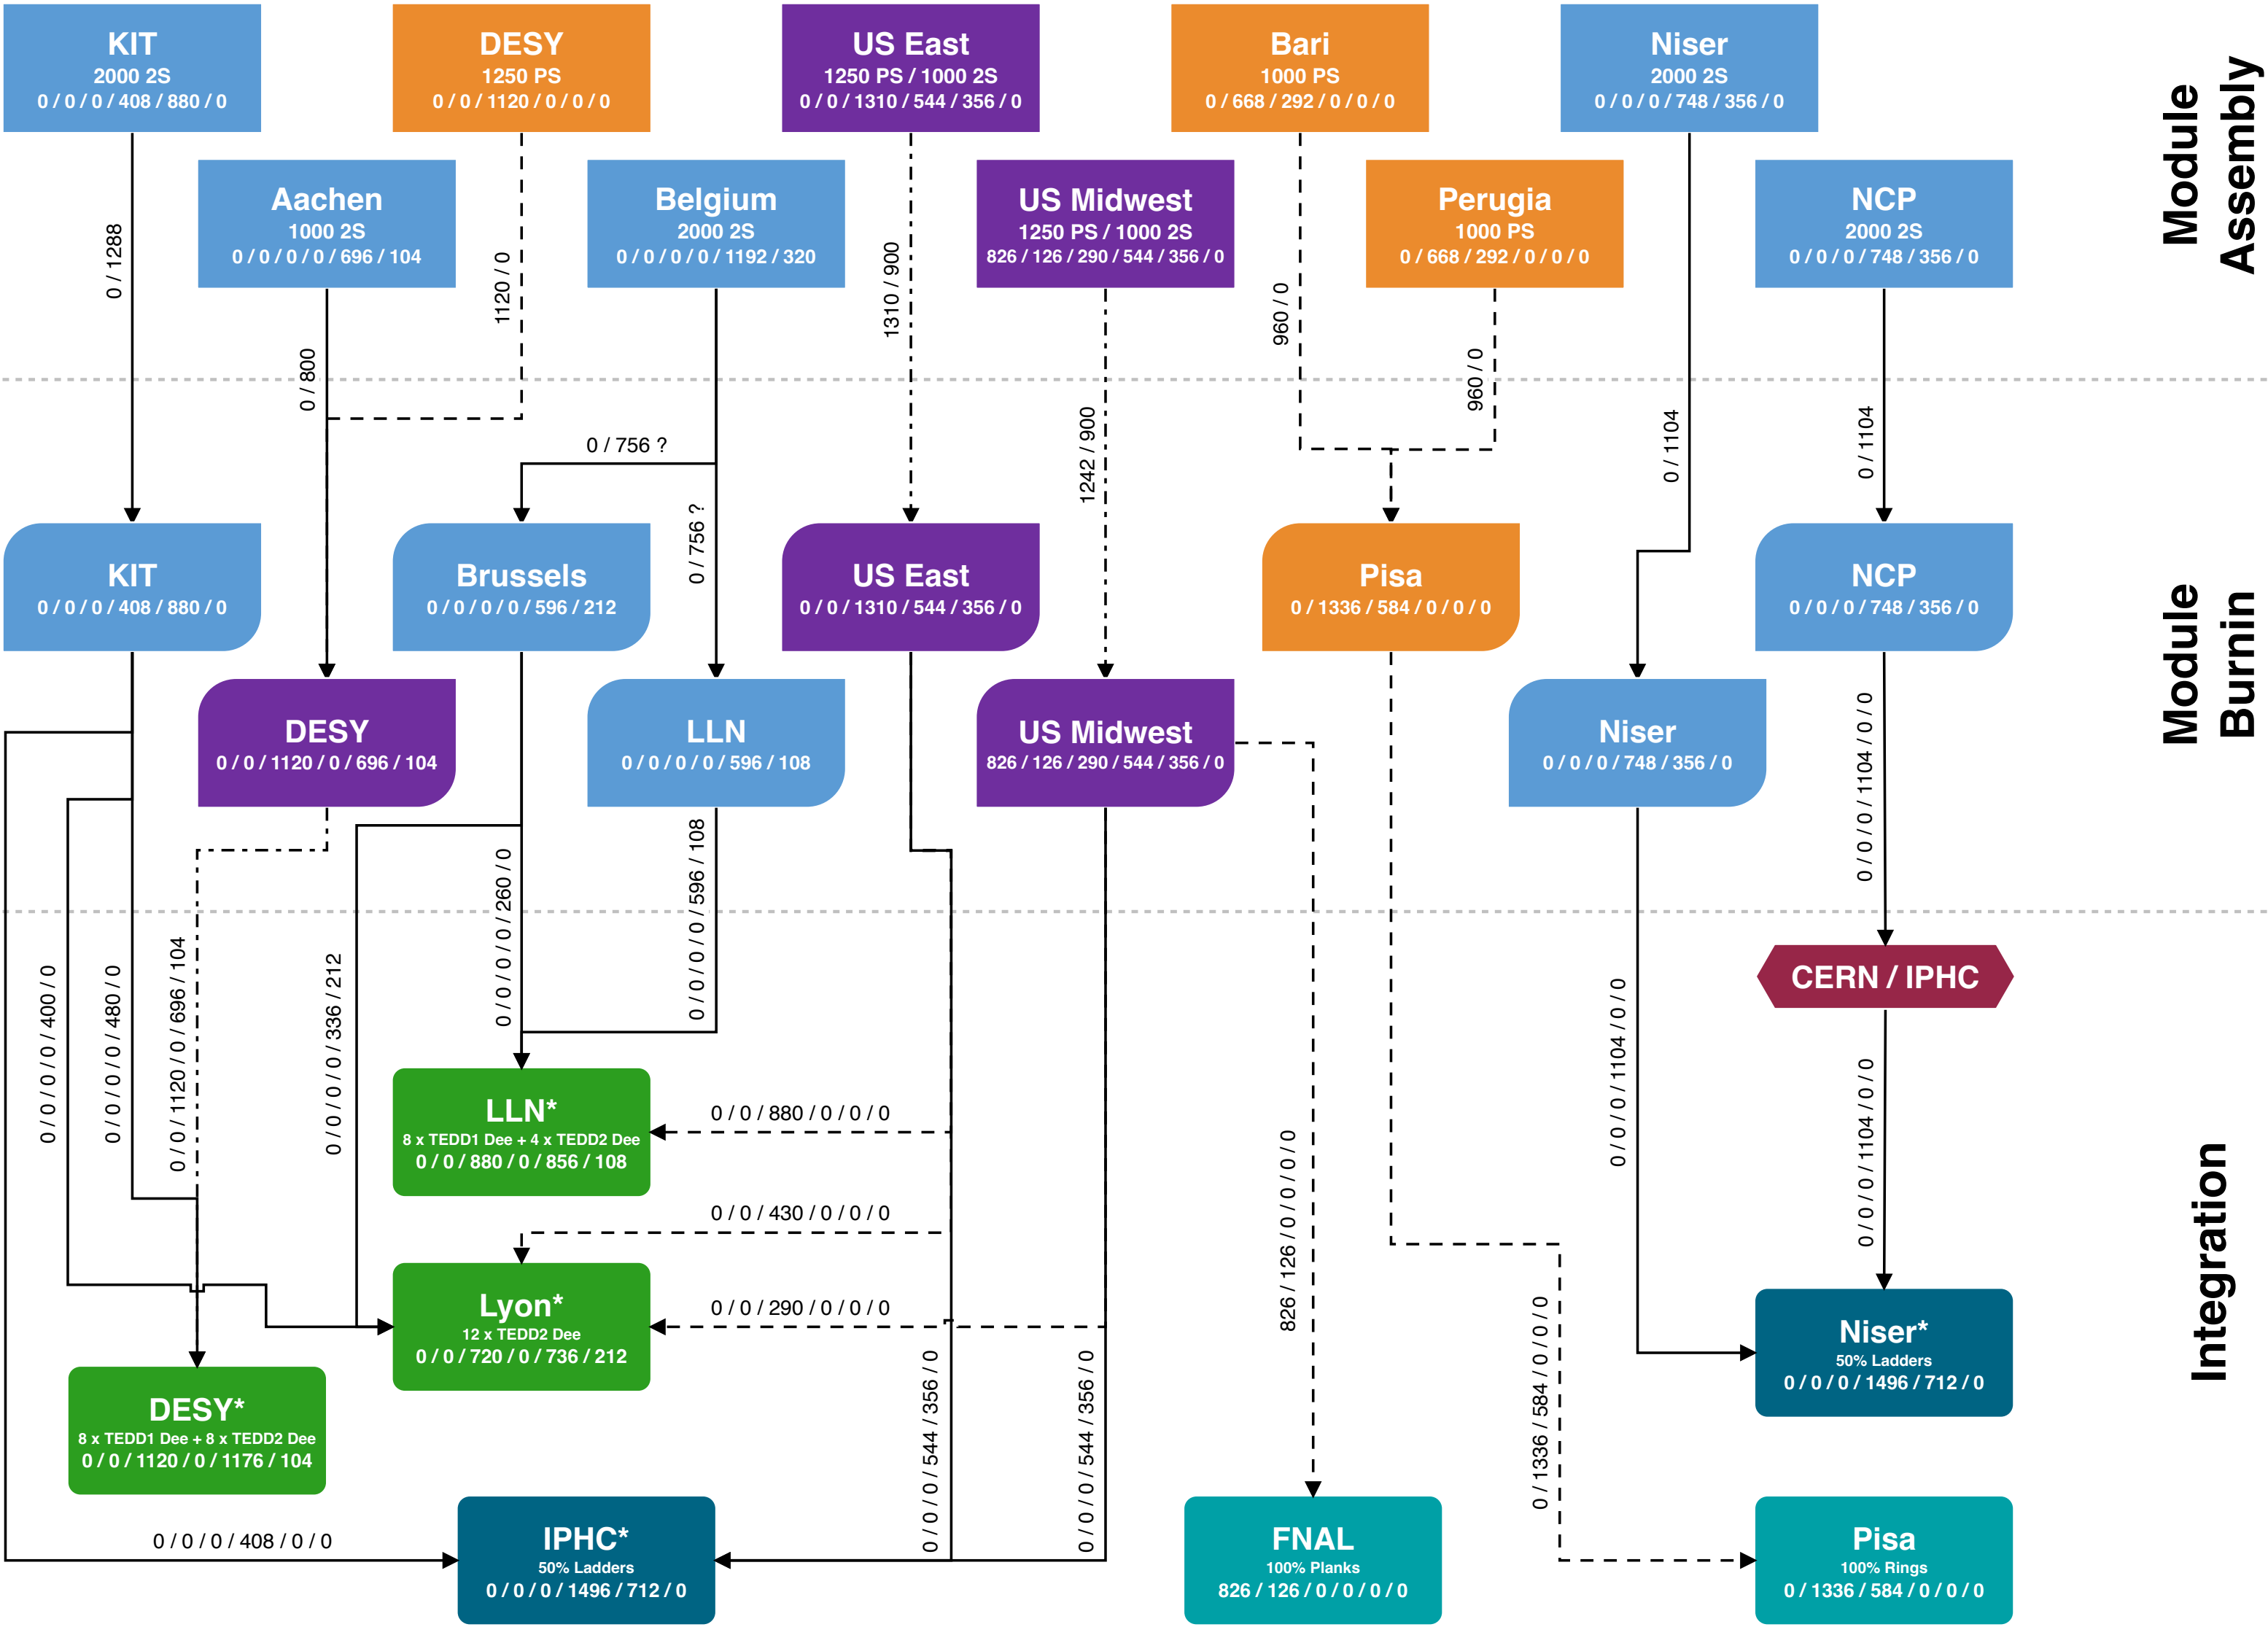 KIT
2000 2S
0 / 0 / 0 / 408 / 880 / 0
DESY
1250 PS
0 / 0 / 1120 / 0 / 0 / 0
US East
1250 PS / 1000 2S
0 / 0 / 1310 / 544 / 356 / 0
Bari
1000 PS
0 / 668 / 292 / 0 / 0 / 0
Niser
2000 2S
0 / 0 / 0 / 748 / 356 / 0
Module
Assembly
Aachen
1000 2S
0 / 0 / 0 / 0 / 696 / 104
Belgium
2000 2S
0 / 0 / 0 / 0 / 1192 / 320
US Midwest
1250 PS / 1000 2S
826 / 126 / 290 / 544 / 356 / 0
Perugia
1000 PS
0 / 668 / 292 / 0 / 0 / 0
NCP
2000 2S
0 / 0 / 0 / 748 / 356 / 0
0 / 1288
0 / 800
1120 / 0
0 / 756 ?
0 / 756 ?
1310 / 900
1242 / 900
960 / 0
960 / 0
0 / 1104
0 / 1104
KIT
0 / 0 / 0 / 408 / 880 / 0
Brussels
0 / 0 / 0 / 0 / 596 / 212
US East
0 / 0 / 1310 / 544 / 356 / 0
Pisa
0 / 1336 / 584 / 0 / 0 / 0
NCP
0 / 0 / 0 / 748 / 356 / 0
Module
Burnin
DESY
0 / 0 / 1120 / 0 / 696 / 104
LLN
0 / 0 / 0 / 0 / 596 / 108
US Midwest
826 / 126 / 290 / 544 / 356 / 0
Niser
0 / 0 / 0 / 748 / 356 / 0
0 / 0 / 0 / 0 / 400 / 0
0 / 0 / 0 / 0 / 480 / 0
0 / 0 / 1120 / 0 / 696 / 104
0 / 0 / 0 / 0 / 336 / 212
0 / 0 / 0 / 0 / 260 / 0
0 / 0 / 0 / 0 / 596 / 108
0 / 0 / 0 / 1104 / 0 / 0
CERN / IPHC
LLN*
8 x TEDD1 Dee + 4 x TEDD2 Dee
0 / 0 / 880 / 0 / 856 / 108
0 / 0 / 880 / 0 / 0 / 0
0 / 0 / 430 / 0 / 0 / 0
Lyon*
12 x TEDD2 Dee
0 / 0 / 720 / 0 / 736 / 212
0 / 0 / 290 / 0 / 0 / 0
826 / 126 / 0 / 0 / 0 / 0
0 / 0 / 0 / 1104 / 0 / 0
0 / 0 / 0 / 1104 / 0 / 0
Integration
Niser*
50% Ladders
0 / 0 / 0 / 1496 / 712 / 0
DESY*
8 x TEDD1 Dee + 8 x TEDD2 Dee
0 / 0 / 1120 / 0 / 1176 / 104
0 / 0 / 0 / 544 / 356 / 0
0 / 0 / 0 / 544 / 356 / 0
0 / 1336 / 584 / 0 / 0 / 0
0 / 0 / 0 / 408 / 0 / 0
IPHC*
50% Ladders
0 / 0 / 0 / 1496 / 712 / 0
FNAL
100% Planks
826 / 126 / 0 / 0 / 0 / 0
Pisa
100% Rings
0 / 1336 / 584 / 0 / 0 / 0